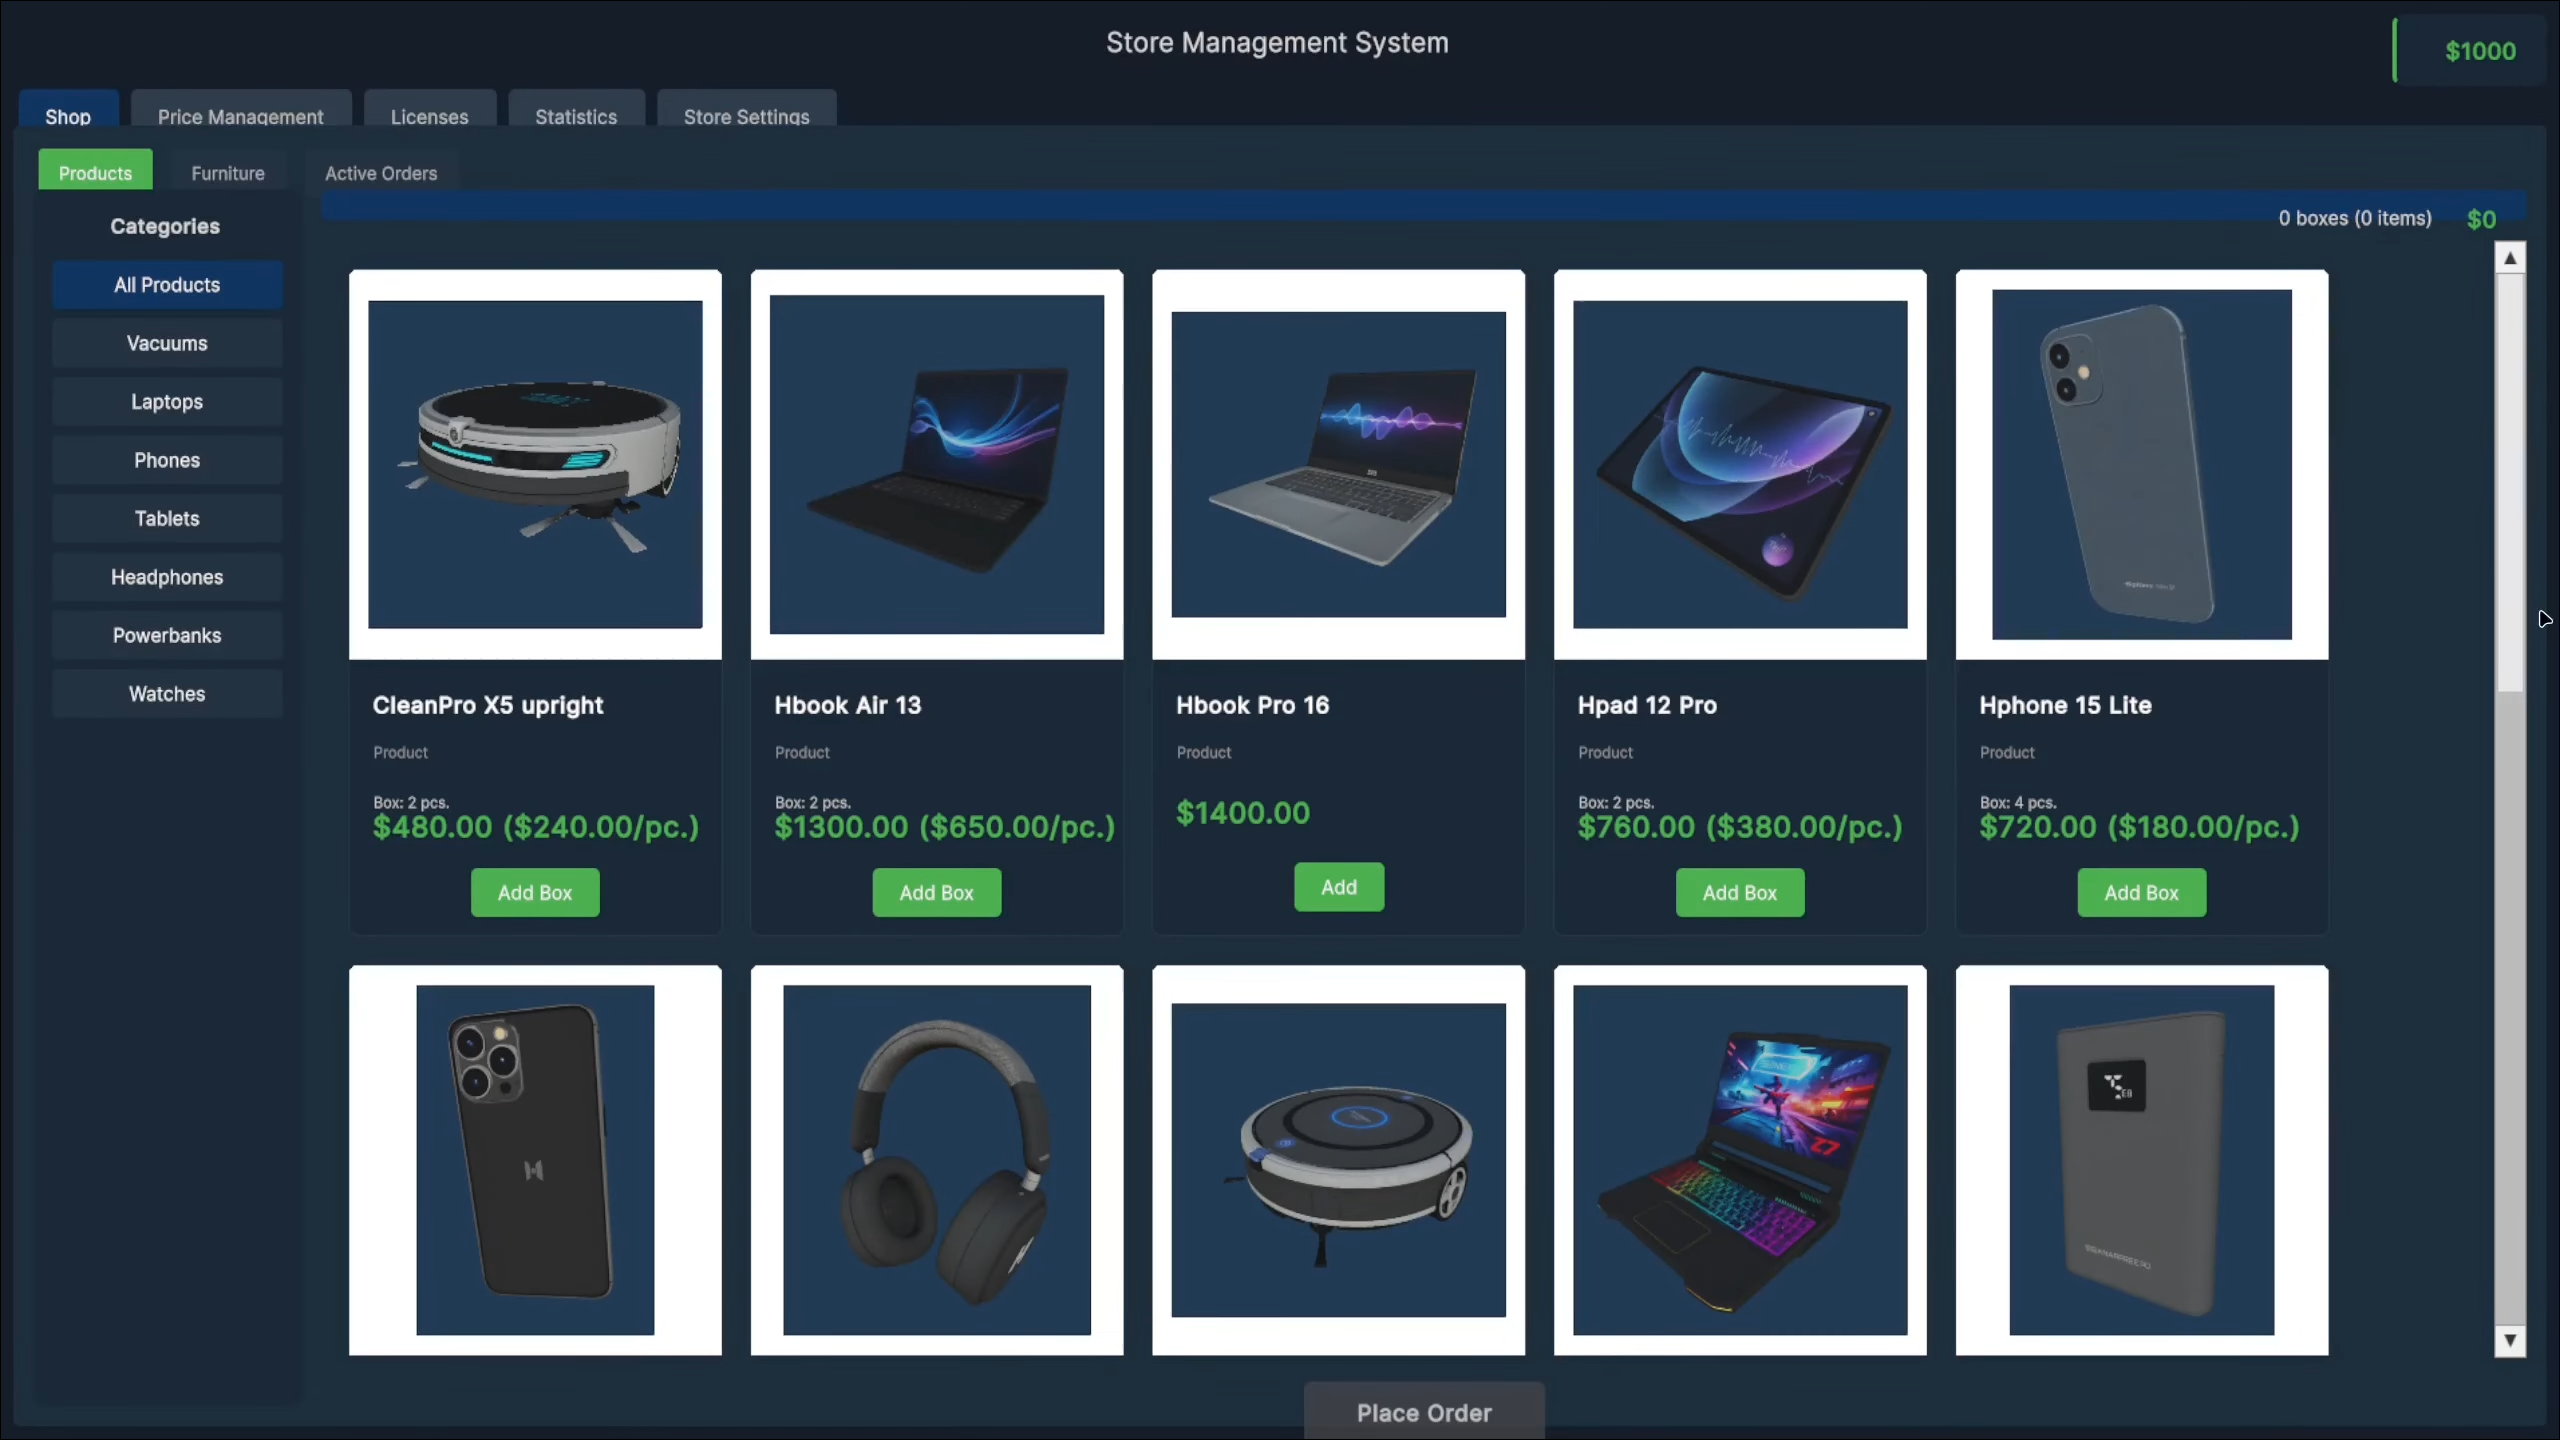 Store Management System
$1000
Shop
Price Management
Licenses
Statistics
Store Settings
Products
Furniture
Active Orders
Categories
0 boxes (0 items)
$0
All Products
Vacuums
Laptops
Phones
Tablets
Headphones
Powerbanks
Watches
CleanPro X5 upright
Product
Box: 2 pcs.
$480.00 ($240.00/pc.)
Add Box
Hbook Air 13
Product
Box: 2 pcs.
$1300.00 ($650.00/pc.)
Add Box
Hbook Pro 16
Product
$1400.00
Add
Hpad 12 Pro
Product
Box: 2 pcs.
$760.00 ($380.00/pc.)
Add Box
Hphone 15 Lite
Product
Box: 4 pcs.
$720.00 ($180.00/pc.)
Add Box
Place Order